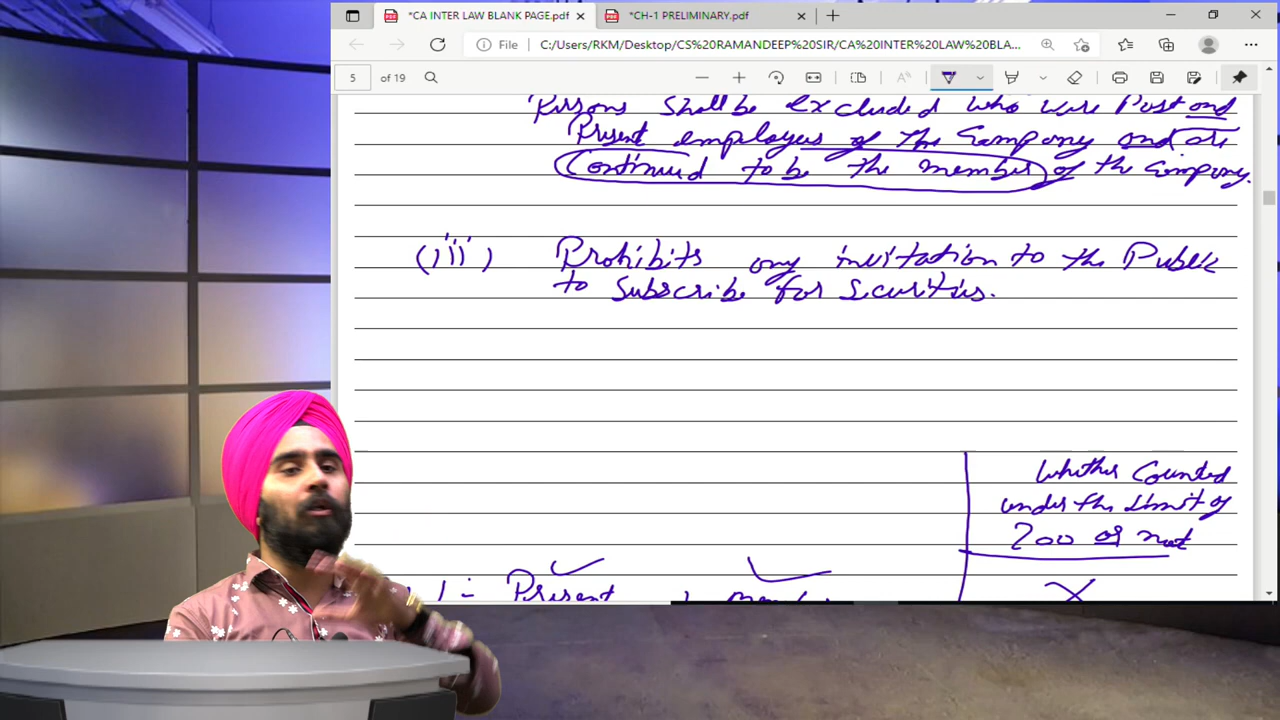 *CA INTER LAW BLANK PAGE.pdf
*CH-1 PRELIMINARY.pdf
File
C:/Users/RKM/Desktop/CS%20RAMANDEEP%20SIR/CA%20INTER%20LAW%20BLA...
5 of 19
Persons shall be excluded who were Past and
Present employees of the Company and are
Continued to be the member of the Company.
(iii) Prohibits any invitation to the Public
to Subscribe for Securities.
Whether Counted
under the Limit of
200 or not
1 - Present